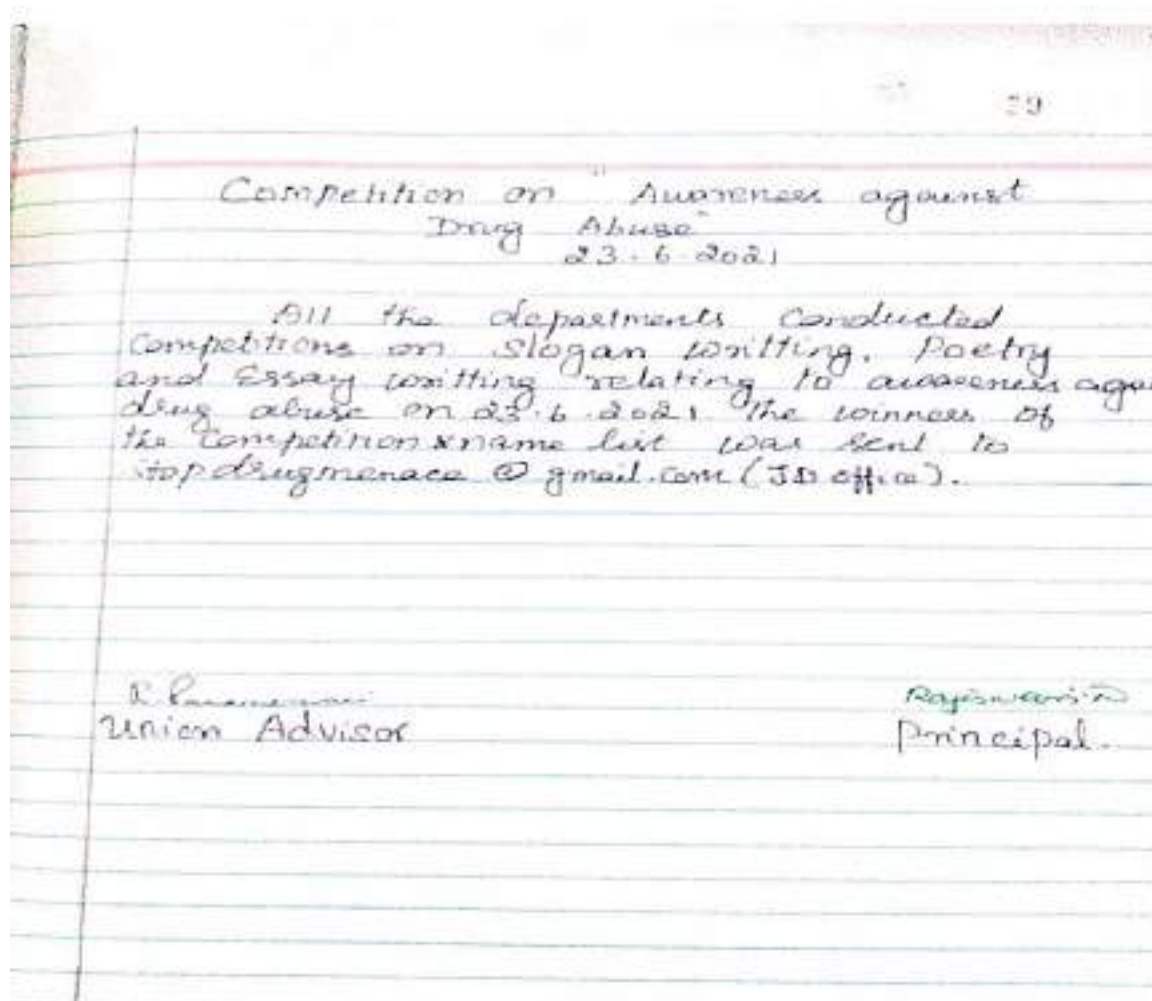 Competition on "Awareness against
Drug Abuse"
23.6.2021
All the departments conducted
Competitions on Slogan writting, Poetry
and Essay writting relating to awareness agai
drug abuse on 23.6.2021 The winners of
the Competition & name list was sent to
stopdrugmenace @ gmail.com (JD office).
Union Advisor
Rajeswari
Principal.